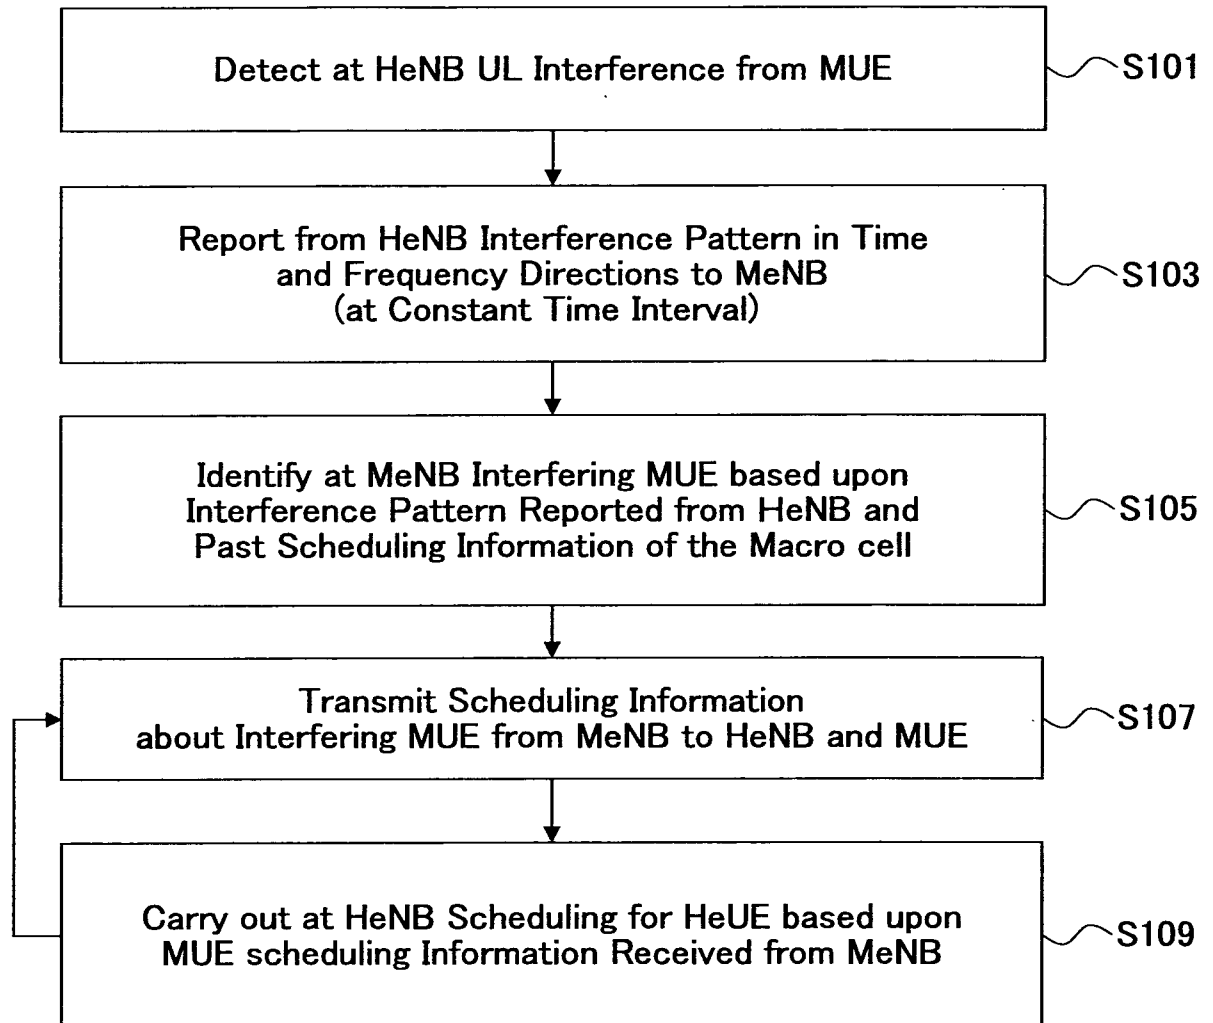 Detect at HeNB UL Interference from MUE
S101
Report from HeNB Interference Pattern in Time
and Frequency Directions to MeNB
(at Constant Time Interval)
S103
Identify at MeNB Interfering MUE based upon
Interference Pattern Reported from HeNB and
Past Scheduling Information of the Macro cell
S105
Transmit Scheduling Information
about Interfering MUE from MeNB to HeNB and MUE
S107
Carry out at HeNB Scheduling for HeUE based upon
MUE scheduling Information Received from MeNB
S109